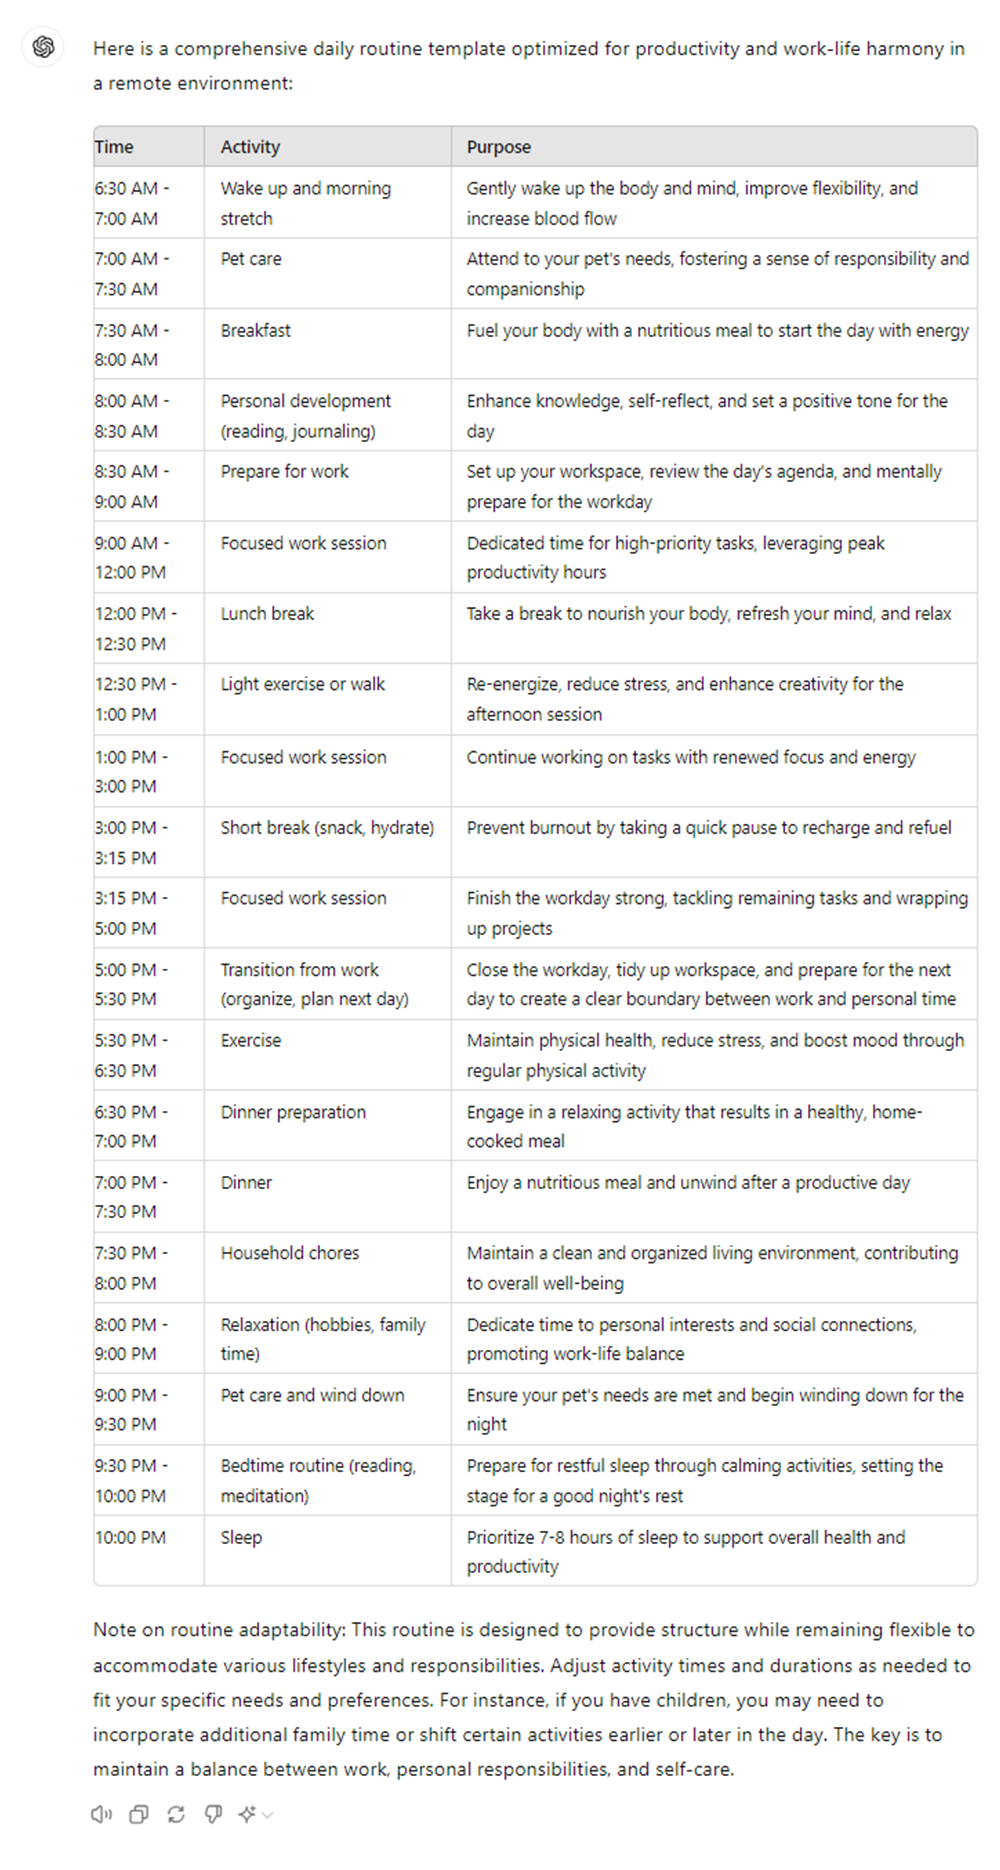 Here is a comprehensive daily routine template optimized for productivity and work-life harmony in
a remote environment:
Time Activity Purpose
6:30 AM - Wake up and morning Gently wake up the body and mind, improve flexibility, and
7:00 AM stretch increase blood flow
7:00 AM - Pet care Attend to your pet's needs, fostering a sense of responsibility and
7:30 AM companionship
7:30 AM - Breakfast Fuel your body with a nutritious meal to start the day with energy
8:00 AM
8:00 AM - Personal development Enhance knowledge, self-reflect, and set a positive tone for the
8:30 AM (reading, journaling) day
8:30 AM - Prepare for work Set up your workspace, review the day's agenda, and mentally
9:00 AM prepare for the workday
9:00 AM - Focused work session Dedicated time for high-priority tasks, leveraging peak
12:00 PM productivity hours
12:00 PM - Lunch break Take a break to nourish your body, refresh your mind, and relax
12:30 PM
12:30 PM - Light exercise or walk Re-energize, reduce stress, and enhance creativity for the
1:00 PM afternoon session
1:00 PM - Focused work session Continue working on tasks with renewed focus and energy
3:00 PM
3:00 PM - Short break (snack, hydrate) Prevent burnout by taking a quick pause to recharge and refuel
3:15 PM
3:15 PM - Focused work session Finish the workday strong, tackling remaining tasks and wrapping
5:00 PM up projects
5:00 PM - Transition from work Close the workday, tidy up workspace, and prepare for the next
5:30 PM (organize, plan next day) day to create a clear boundary between work and personal time
5:30 PM - Exercise Maintain physical health, reduce stress, and boost mood through
6:30 PM regular physical activity
6:30 PM - Dinner preparation Engage in a relaxing activity that results in a healthy, home-
7:00 PM cooked meal
7:00 PM - Dinner Enjoy a nutritious meal and unwind after a productive day
7:30 PM
7:30 PM - Household chores Maintain a clean and organized living environment, contributing
8:00 PM to overall well-being
8:00 PM - Relaxation (hobbies, family Dedicate time to personal interests and social connections,
9:00 PM time) promoting work-life balance
9:00 PM - Pet care and wind down Ensure your pet's needs are met and begin winding down for the
9:30 PM night
9:30 PM - Bedtime routine (reading, Prepare for restful sleep through calming activities, setting the
10:00 PM meditation) stage for a good night's rest
10:00 PM Sleep Prioritize 7-8 hours of sleep to support overall health and
productivity
Note on routine adaptability: This routine is designed to provide structure while remaining flexible to
accommodate various lifestyles and responsibilities. Adjust activity times and durations as needed to
fit your specific needs and preferences. For instance, if you have children, you may need to
incorporate additional family time or shift certain activities earlier or later in the day. The key is to
maintain a balance between work, personal responsibilities, and self-care.